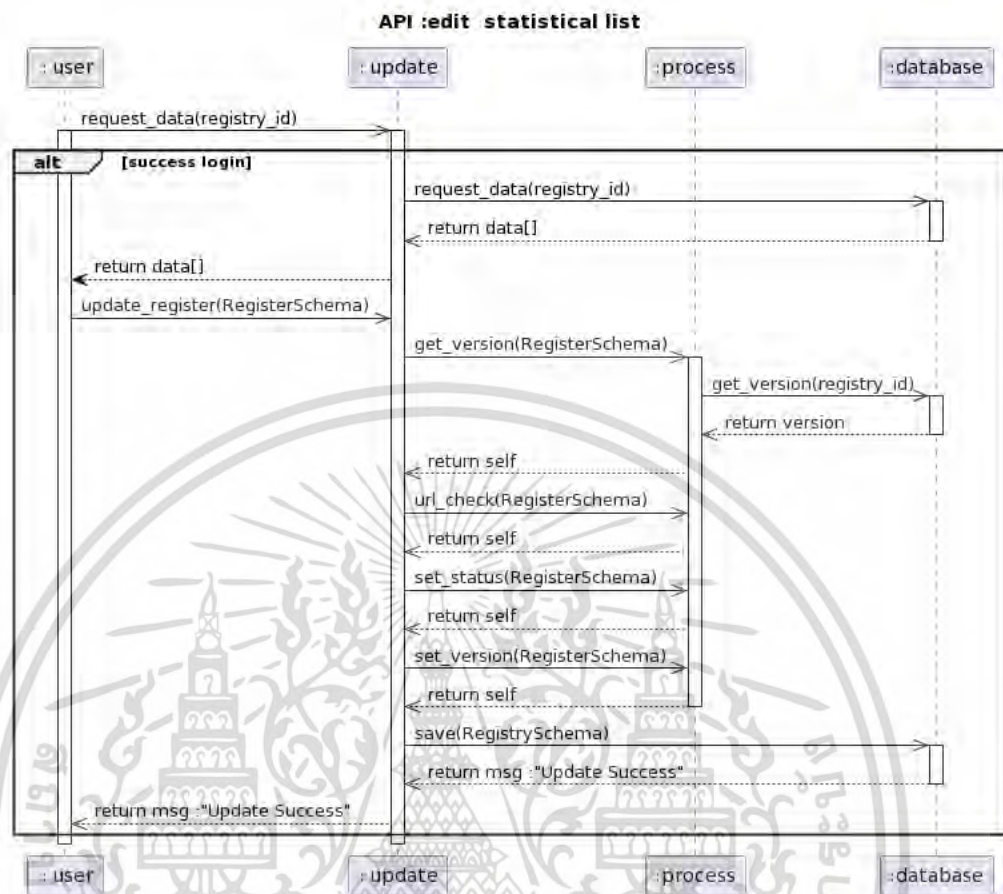 API :edit statistical list
: user
: update
:process
:database
request_data(registry_id)
alt
[success login]
request_data(registry_id)
return data[]
return data[]
update_register(RegisterSchema)
get_version(RegisterSchema)
get_version(registry_id)
return version
return self
url_check(RegisterSchema)
return self
set_status(RegisterSchema)
return self
set_version(RegisterSchema)
return self
save(RegistrySchema)
return msg :"Update Success"
return msg :"Update Success"
: user
: update
:process
:database